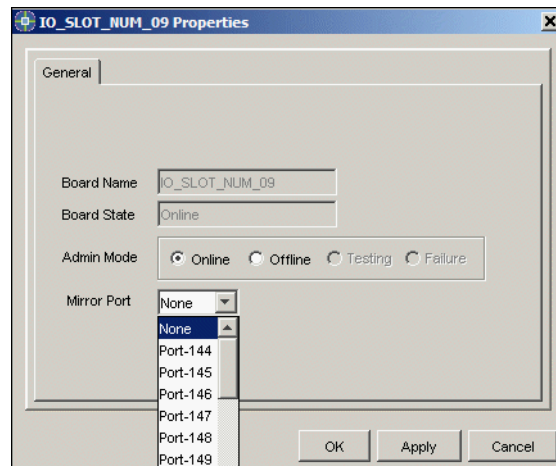 IO_SLOT_NUM_09 Properties
General
Board Name IO_SLOT_NUM_09
Board State Online
Admin Mode Online Offline Testing Failure
Mirror Port None
None
Port-144
Port-145
Port-146
Port-147
Port-148
Port-149
OK Apply Cancel